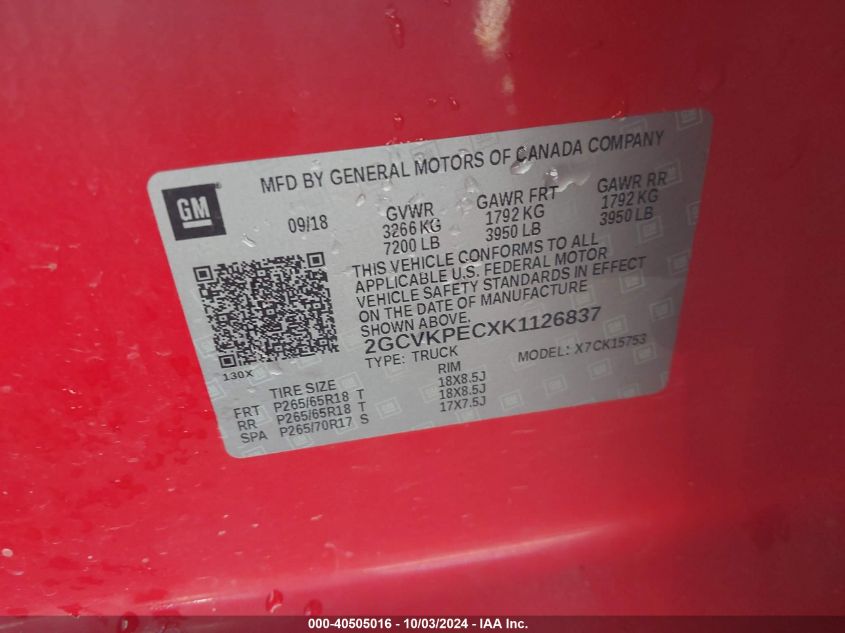 MFD BY GENERAL MOTORS OF CANADA COMPANY
GM
09/18
GVWR
3266 KG
7200 LB
GAWR FRT
1792 KG
3950 LB
GAWR RR
1792 KG
3950 LB
THIS VEHICLE CONFORMS TO ALL
APPLICABLE U.S. FEDERAL MOTOR
VEHICLE SAFETY STANDARDS IN EFFECT
ON THE DATE OF MANUFACTURE
SHOWN ABOVE.
2GCVKPECXK1126837
TYPE: TRUCK MODEL: X7CK15753
130X
TIRE SIZE RIM
FRT P265/65R18 T 18X8.5J
RR P265/65R18 T 18X8.5J
SPA P265/70R17 S 17X7.5J
000-40505016 - 10/03/2024 - IAA Inc.